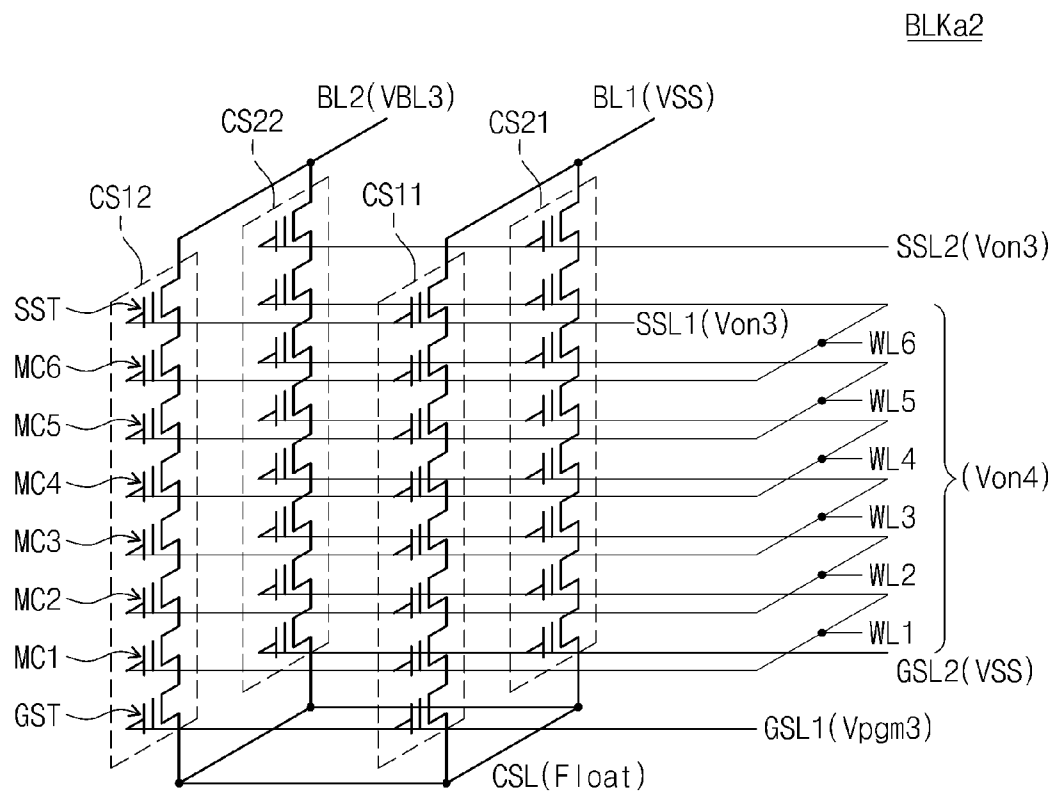 BLKa2
BL2(VBL3)
BL1(VSS)
CS22
CS21
CS12
CS11
SSL2(Von3)
SST
SSL1(Von3)
WL6
MC6
WL5
MC5
WL4
(Von4)
MC4
WL3
MC3
WL2
MC2
WL1
MC1
GSL2(VSS)
GST
GSL1(Vpgm3)
CSL(Float)